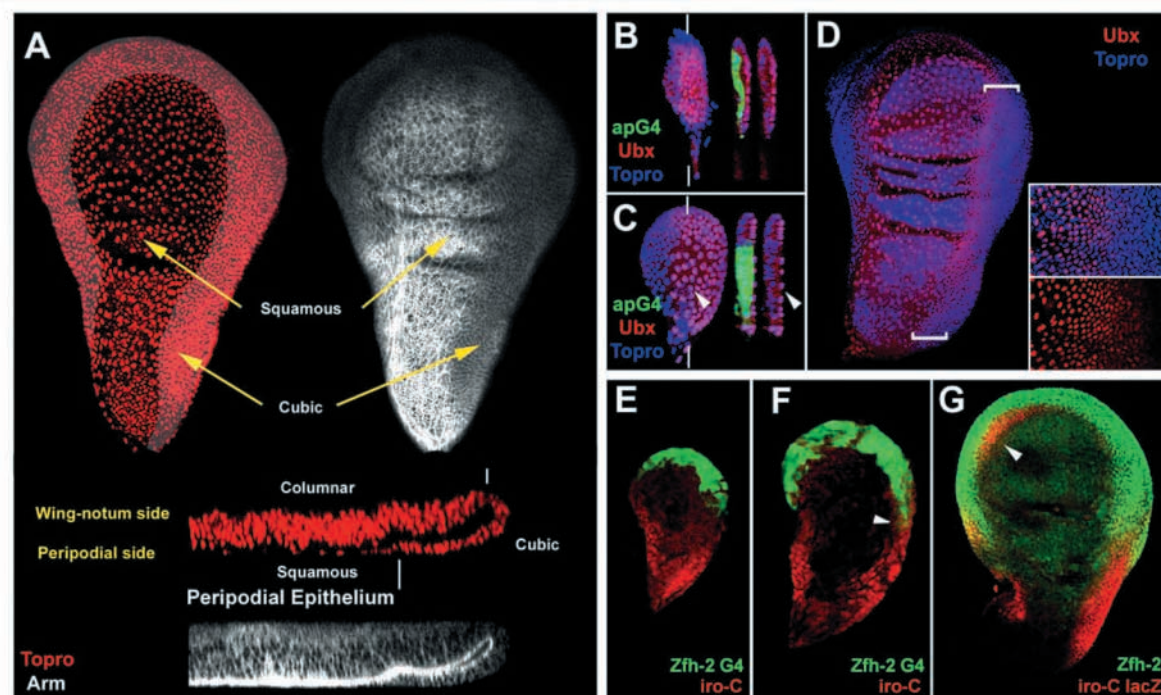 A
Squamous
Cubic
Columnar
Wing-notum side
Cubic
Peripodial side
Squamous
Peripodial Epithelium
Topro
Arm
B
apG4
Ubx
Topro
C
apG4
Ubx
Topro
D
Ubx
Topro
E
Zfh-2 G4
iro-C
F
Zfh-2 G4
iro-C
G
Zfh-2
iro-C lacZ